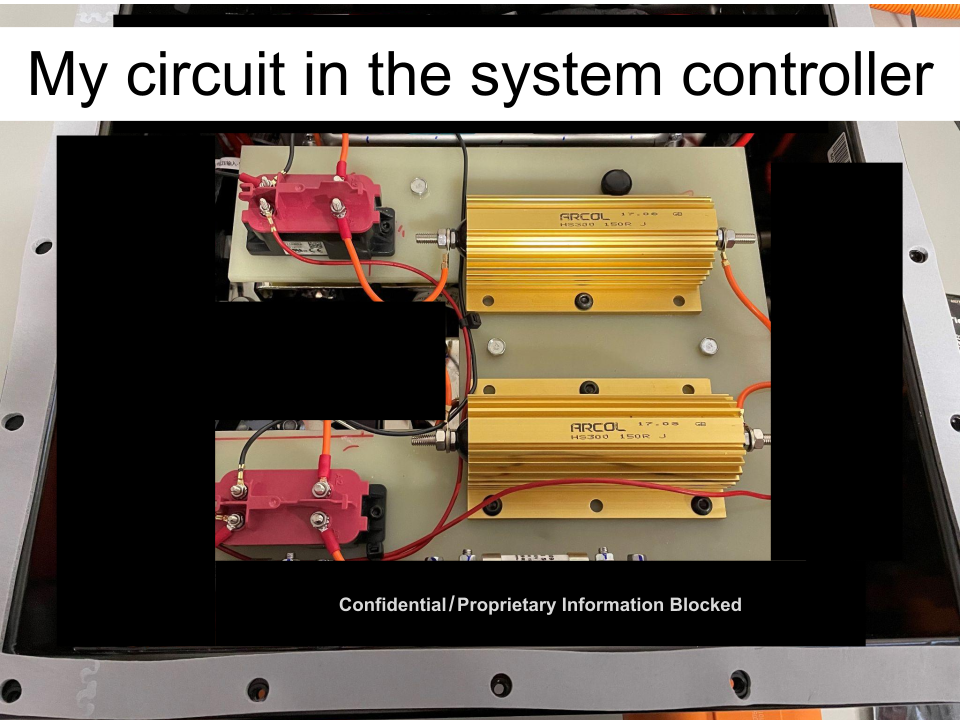 My circuit in the system controller
ARCOL 17.06 GB
HS300 150R J
ARCOL 17.08 GB
HS300 150R J
Confidential/Proprietary Information Blocked